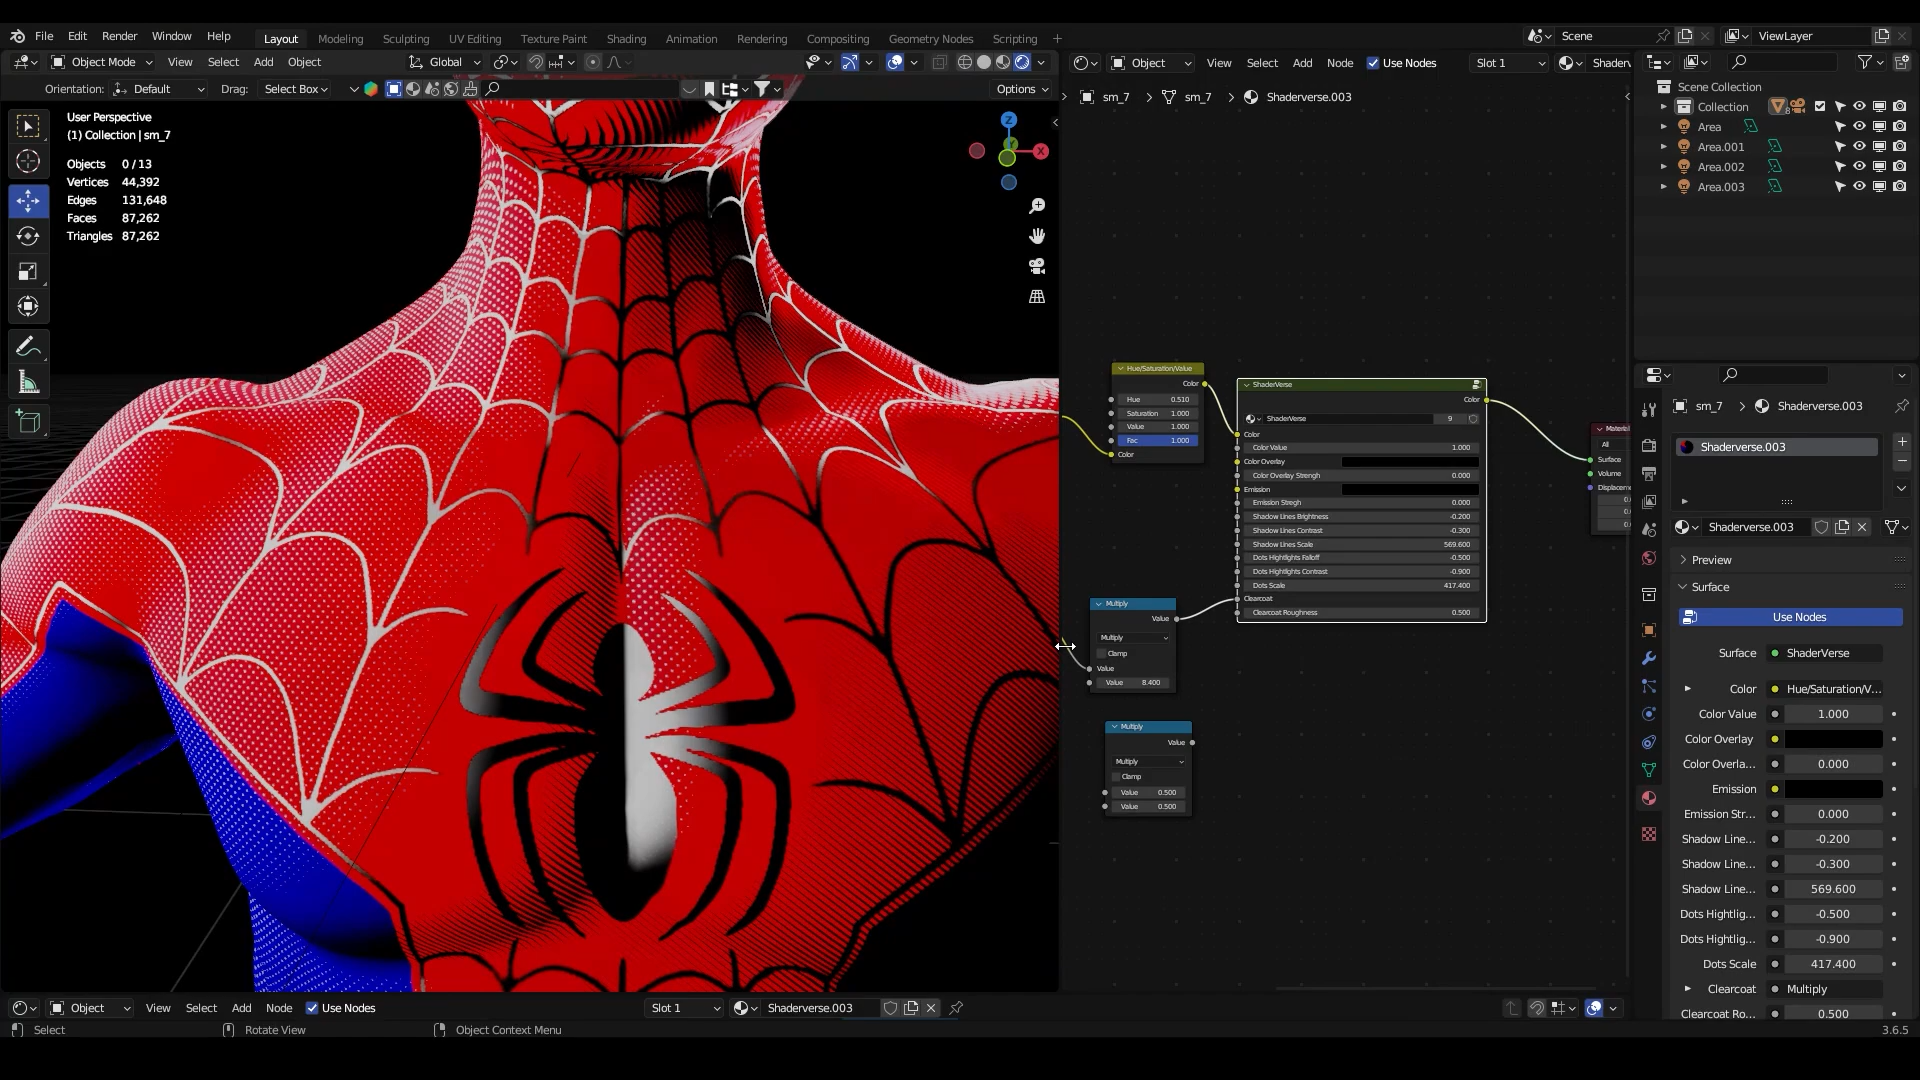 File Edit Render Window Help Layout Modeling Sculpting UV Editing Texture Paint Shading Animation Rendering Compositing Geometry Nodes Scripting Scene ViewLayer
Object Mode View Select Add Object Global Object View Select Add Node Use Nodes Slot 1 Shaderv
Orientation: Default Drag: Select Box Options
sm_7 sm_7 Shaderverse.003
User Perspective
(1) Collection | sm_7
Objects 0/13
Vertices 44,392
Edges 131,648
Faces 87,262
Triangles 87,262
Z
X
Hue/Saturation/Value
Color
Hue 0.510
Saturation 1.000
Value 1.000
Fac 1.000
Color
ShaderVerse
Color
ShaderVerse 9
Color
Color Value 1.000
Color Overlay
Color Overlay Strengh 0.000
Emission
Emission Stregh 0.000
Shadow Lines Brightness -0.200
Shadow Lines Contrast -0.300
Shadow Lines Scale 569.600
Dots Hightlights Falloff -0.500
Dots Hightlights Contrast -0.900
Dots Scale 417.400
Clearcoat
Clearcoat Roughness 0.500
Material
All
Surface
Volume
Displacem
0.
0.
0.
Multiply
Value
Multiply
Clamp
Value
Value 8.400
Multiply
Value
Multiply
Clamp
Value 0.500
Value 0.500
Scene Collection
Collection 8
Area
Area.001
Area.002
Area.003
sm_7 Shaderverse.003
Shaderverse.003
Shaderverse.003
Preview
Surface
Use Nodes
Surface ShaderVerse
Color Hue/Saturation/V...
Color Value 1.000
Color Overlay
Color Overla... 0.000
Emission
Emission Str... 0.000
Shadow Line... -0.200
Shadow Line... -0.300
Shadow Line... 569.600
Dots Hightlig... -0.500
Dots Hightlig... -0.900
Dots Scale 417.400
Clearcoat Multiply
Clearcoat Ro... 0.500
Object View Select Add Node Use Nodes Slot 1 Shaderverse.003
Select Rotate View Object Context Menu 3.6.5